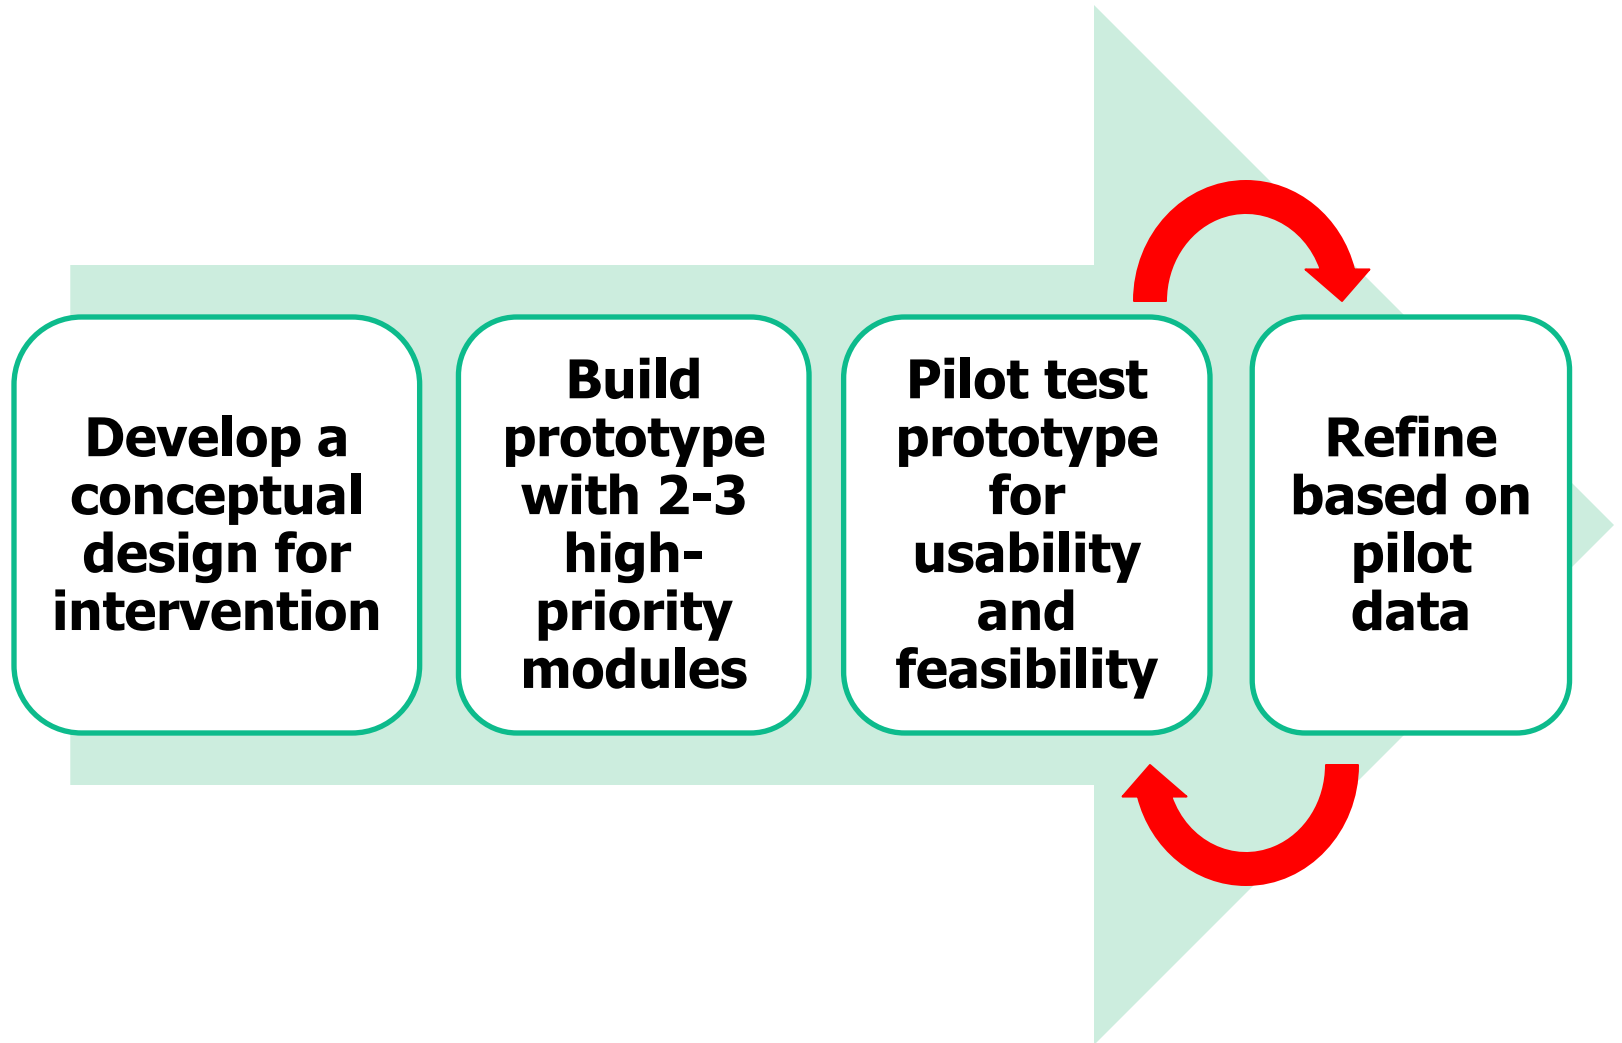 Develop a
conceptual
design for
intervention
Build
prototype
with 2-3
high-
priority
modules
Pilot test
prototype
for
usability
and
feasibility
Refine
based on
pilot
data